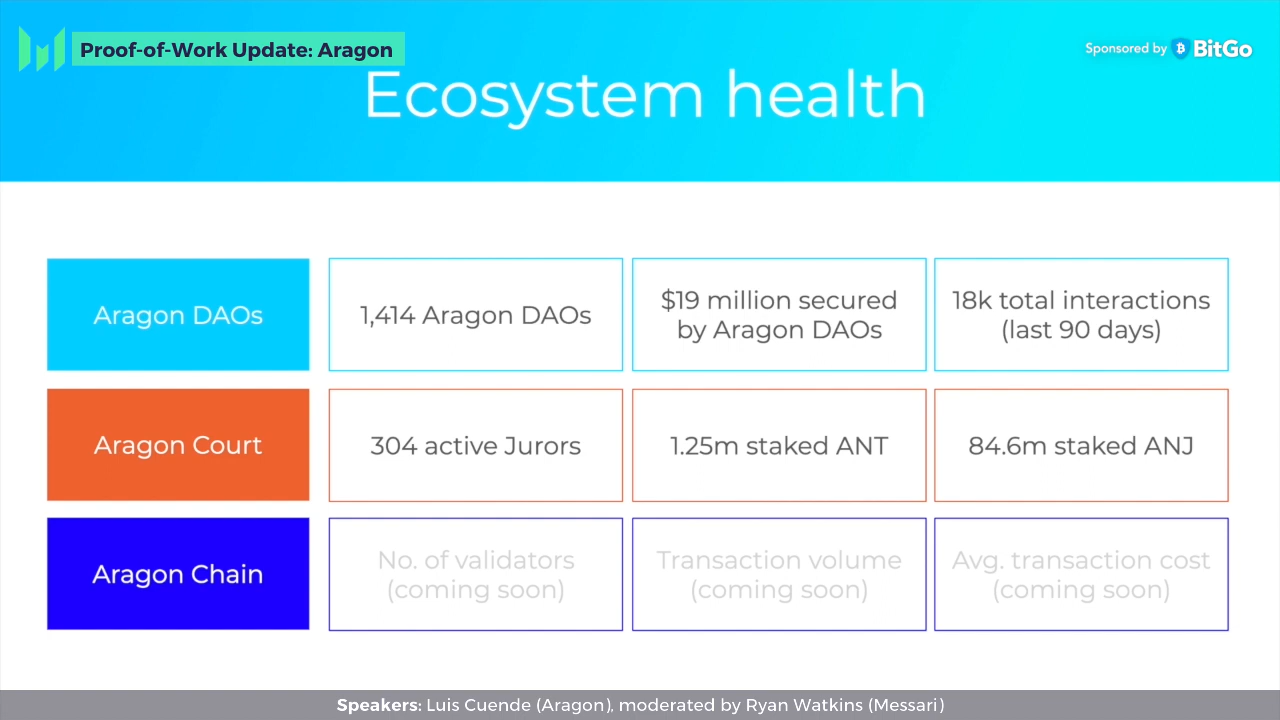 Proof-of-Work Update: Aragon
Sponsored by BitGo
Ecosystem health
Aragon DAOs
1,414 Aragon DAOs
$19 million secured
by Aragon DAOs
18k total interactions
(last 90 days)
Aragon Court
304 active Jurors
1.25m staked ANT
84.6m staked ANJ
Aragon Chain
No. of validators
(coming soon)
Transaction volume
(coming soon)
Avg. transaction cost
(coming soon)
Speakers: Luis Cuende (Aragon), moderated by Ryan Watkins (Messari)